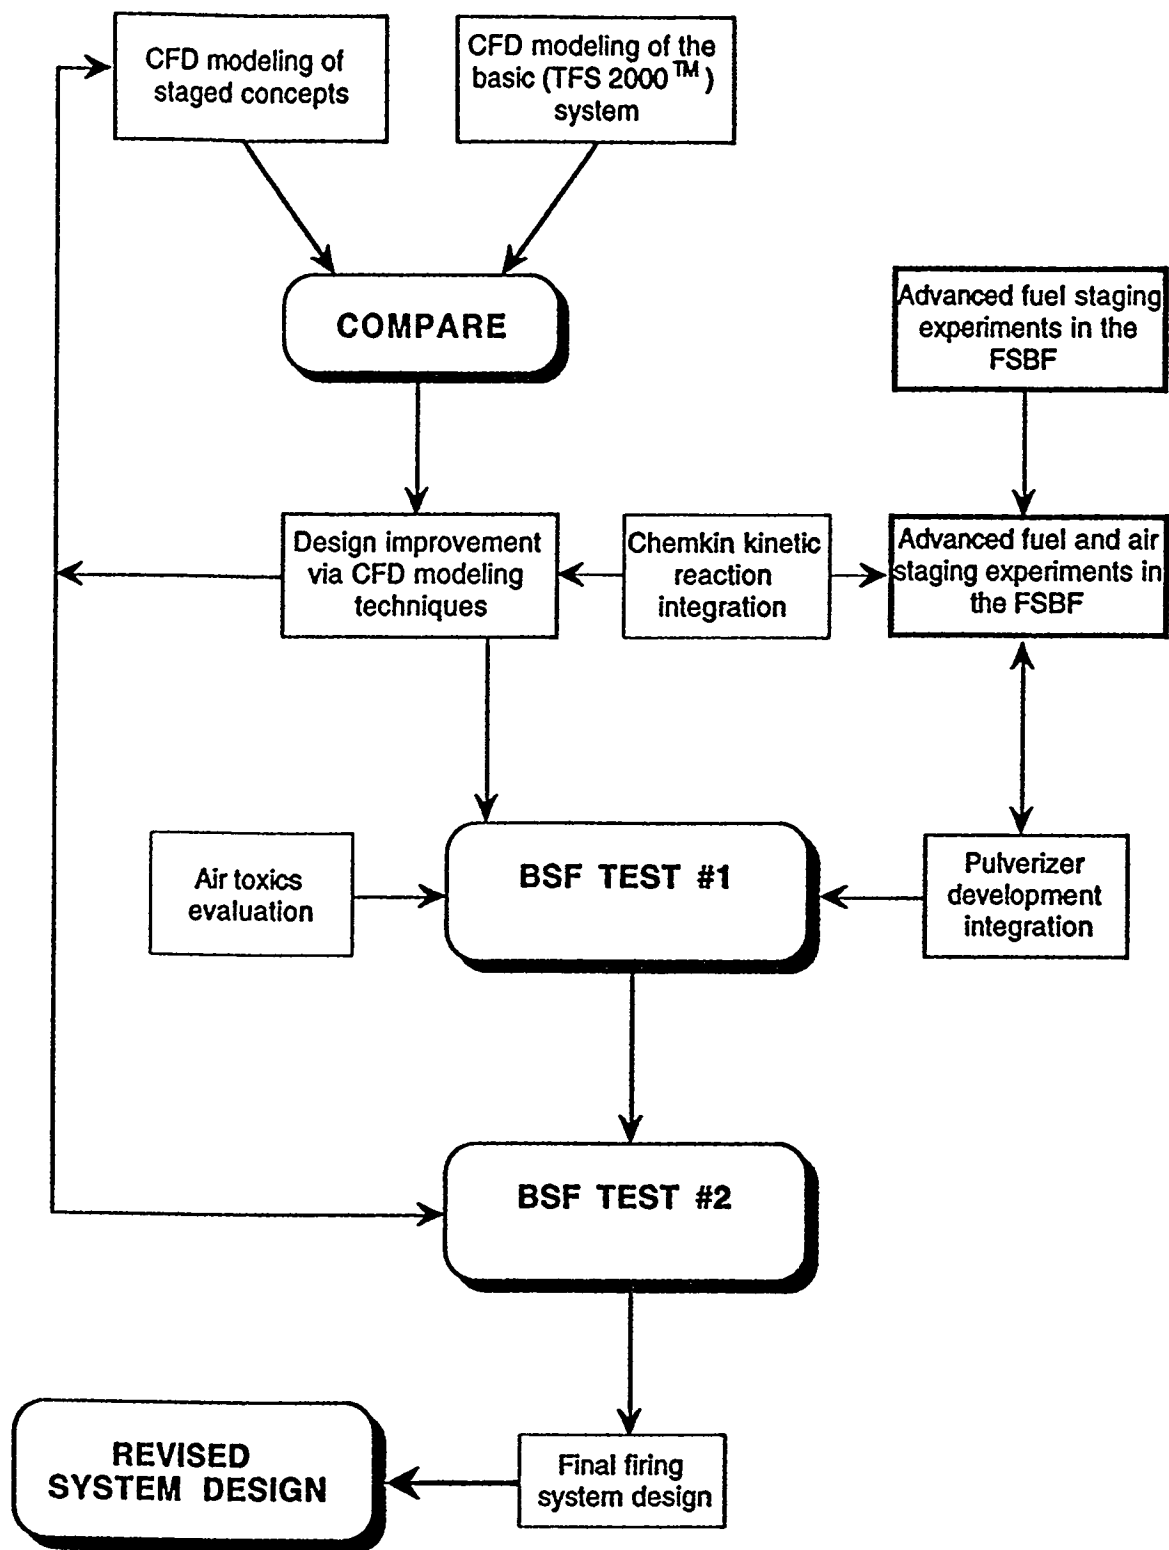 CFD modeling of
staged concepts
CFD modeling of the
basic (TFS 2000™)
system
COMPARE
Advanced fuel staging
experiments in the
FSBF
Design improvement
via CFD modeling
techniques
Chemkin kinetic
reaction
integration
Advanced fuel and air
staging experiments in
the FSBF
Air toxics
evaluation
BSF TEST #1
Pulverizer
development
integration
BSF TEST #2
REVISED
SYSTEM DESIGN
Final firing
system design